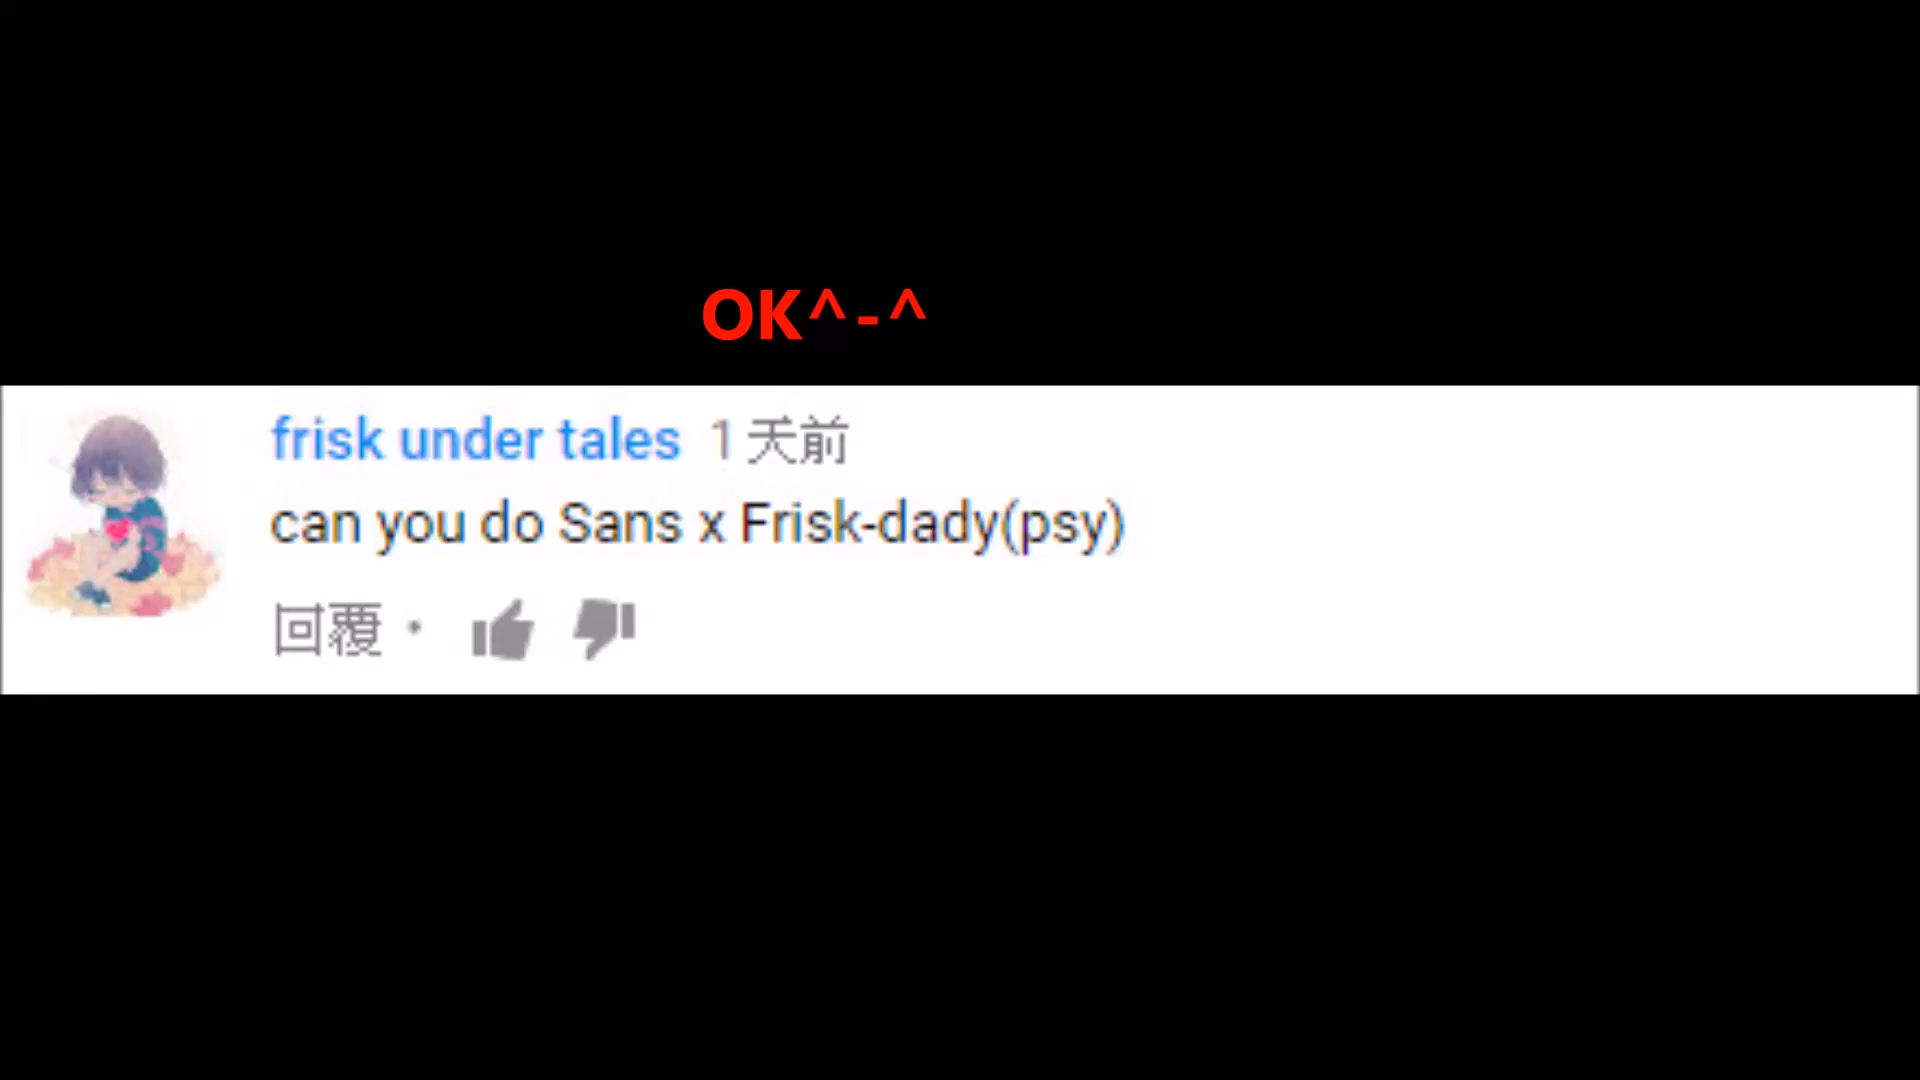 OK^-^
frisk under tales 1 天前
can you do Sans x Frisk-dady(psy)
回覆 •